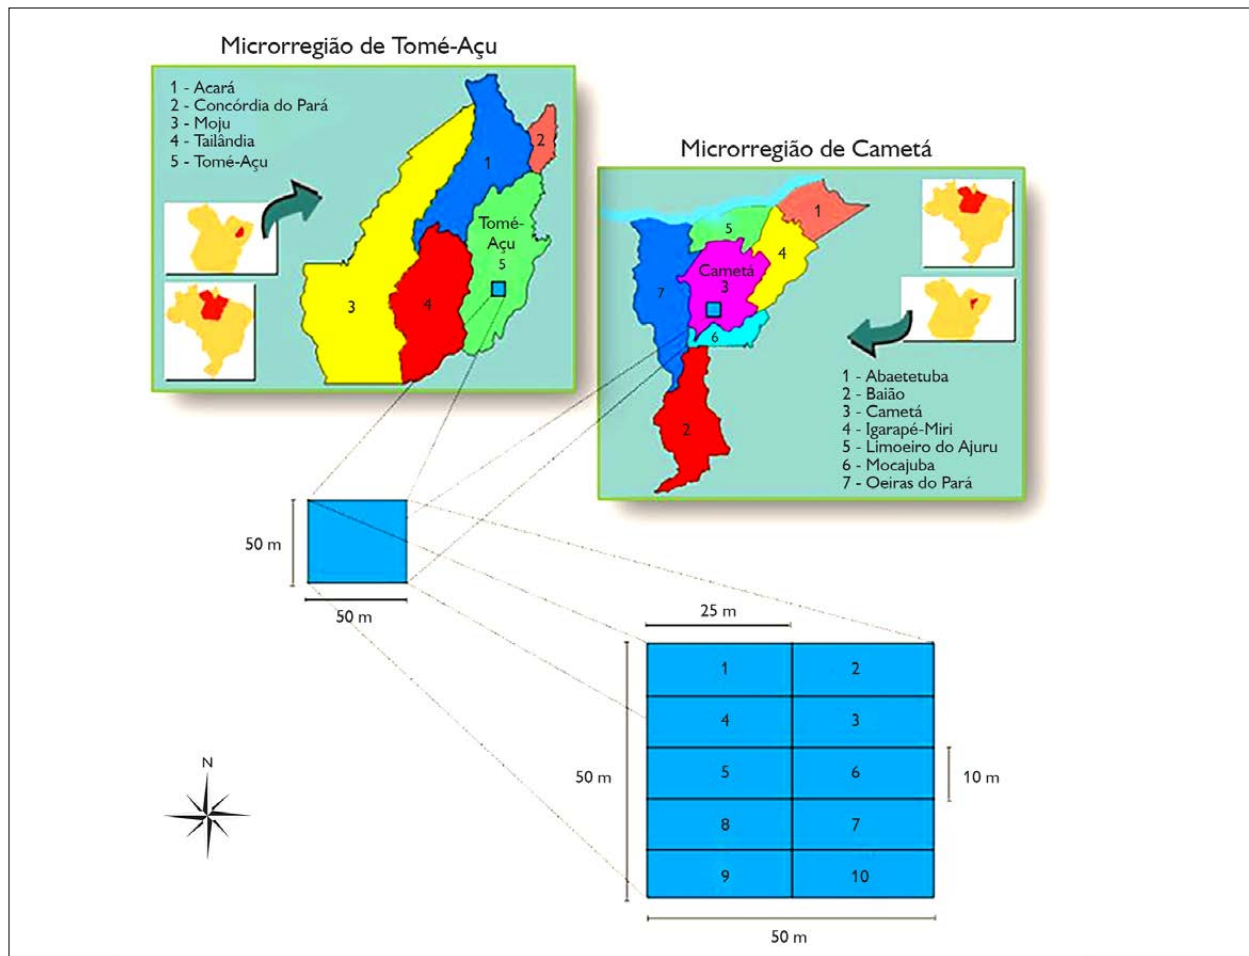 Microrregião de Tomé-Açu
1 - Acará
2 - Concórdia do Pará
3 - Moju
4 - Tailândia
5 - Tomé-Açu
1
2
3
4
Tomé-
Açu
5
Microrregião de Cametá
1
5
4
Cametá
3
7
6
2
1 - Abaetetuba
2 - Baião
3 - Cametá
4 - Igarapé-Miri
5 - Limoeiro do Ajuru
6 - Mocajuba
7 - Oeiras do Pará
50 m
50 m
25 m
1 2
4 3
5 6
8 7
9 10
50 m
10 m
50 m
N